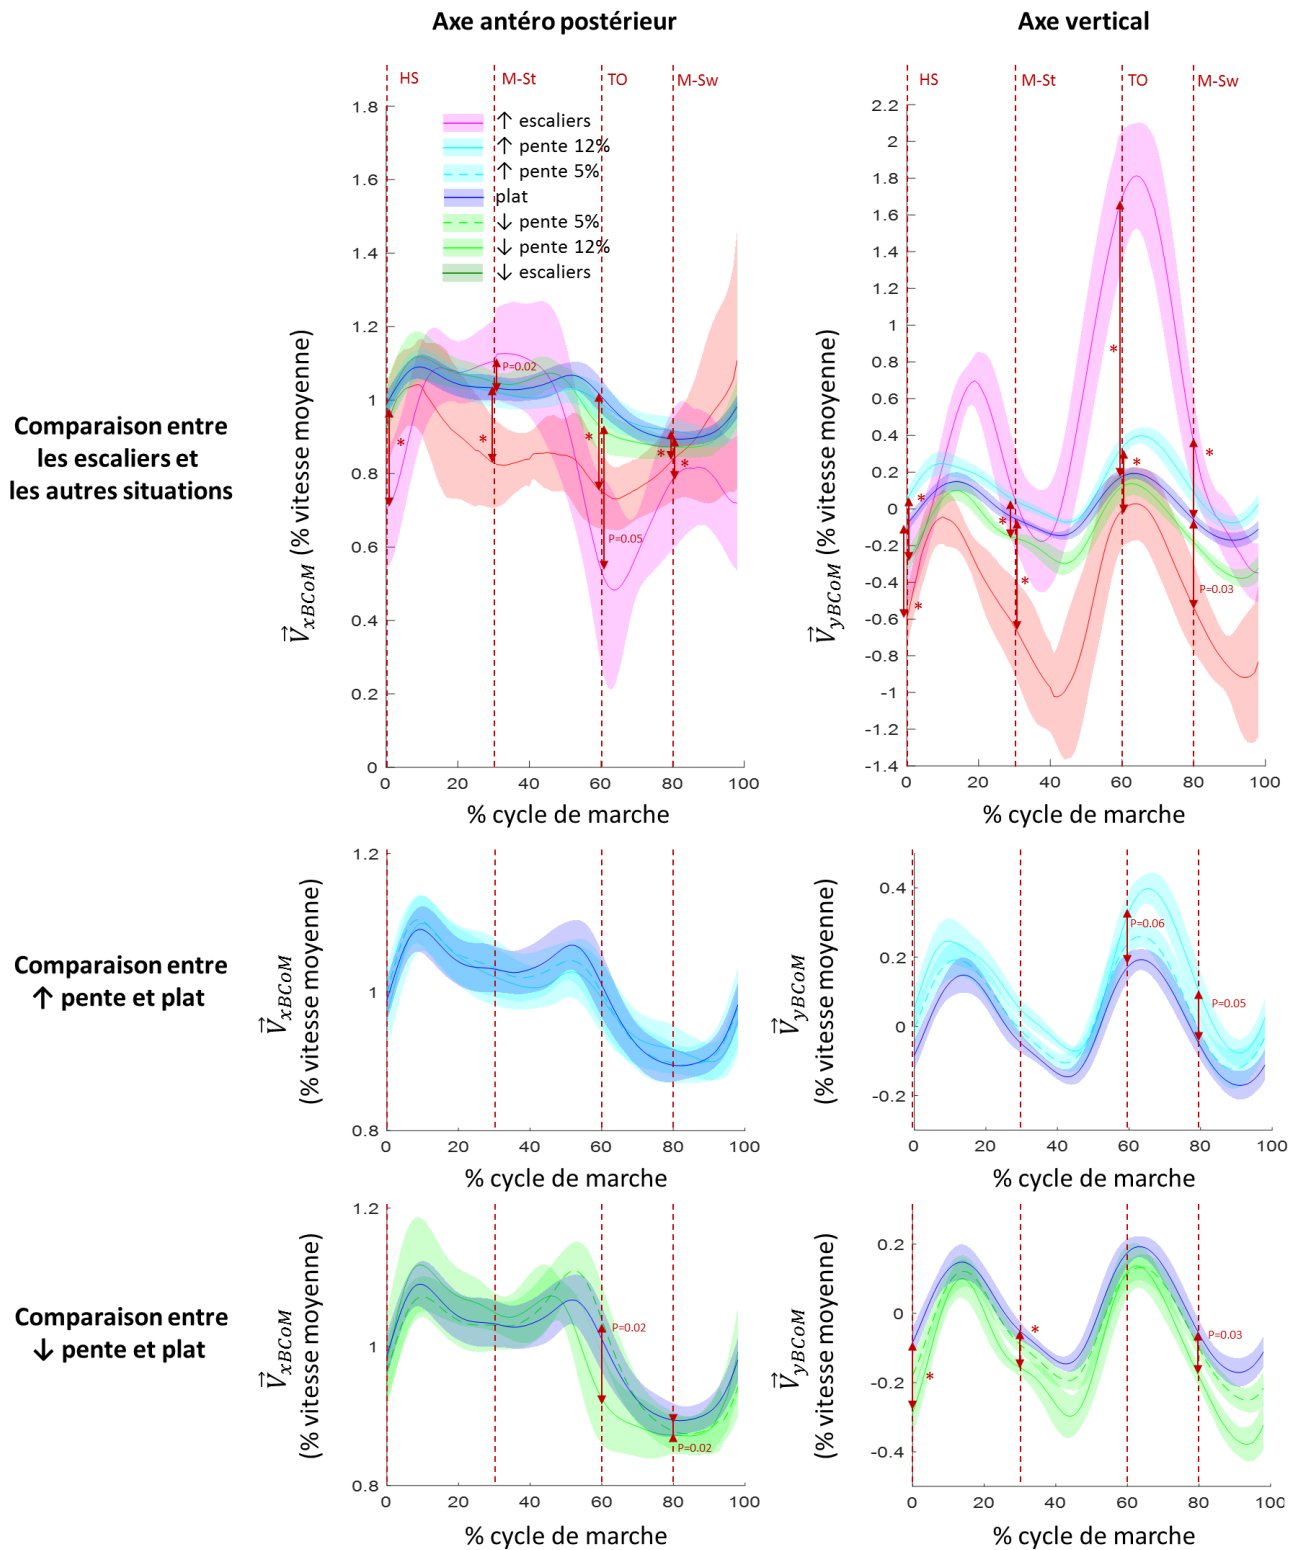 Axe antéro postérieur
Axe vertical
HS
M-St
TO
M-Sw
HS
M-St
TO
M-Sw
↑ escaliers
↑ pente 12%
↑ pente 5%
plat
↓ pente 5%
↓ pente 12%
↓ escaliers
Comparaison entre
les escaliers et
les autres situations
V⃗xBCoM (% vitesse moyenne)
1.8
1.6
1.4
1.2
1
0.8
0.6
0.4
0.2
0
*
P=0.02
*
*
P=0.05
*
*
0
20
40
60
80
100
% cycle de marche
V⃗yBCoM (% vitesse moyenne)
2.2
2
1.8
1.6
1.4
1.2
1
0.8
0.6
0.4
0.2
0
-0.2
-0.4
-0.6
-0.8
-1
-1.2
-1.4
*
*
*
*
*
*
*
P=0.03
0
20
40
60
80
100
% cycle de marche
Comparaison entre
↑ pente et plat
V⃗xBCoM
(% vitesse moyenne)
1.2
1
0.8
0
20
40
60
80
100
% cycle de marche
V⃗yBCoM
(% vitesse moyenne)
0.4
0.2
0
-0.2
P=0.06
P=0.05
0
20
40
60
80
100
% cycle de marche
Comparaison entre
↓ pente et plat
V⃗xBCoM
(% vitesse moyenne)
1.2
1
0.8
P=0.02
P=0.02
0
20
40
60
80
100
% cycle de marche
V⃗yBCoM
(% vitesse moyenne)
0.2
0
-0.2
-0.4
*
*
P=0.03
0
20
40
60
80
100
% cycle de marche